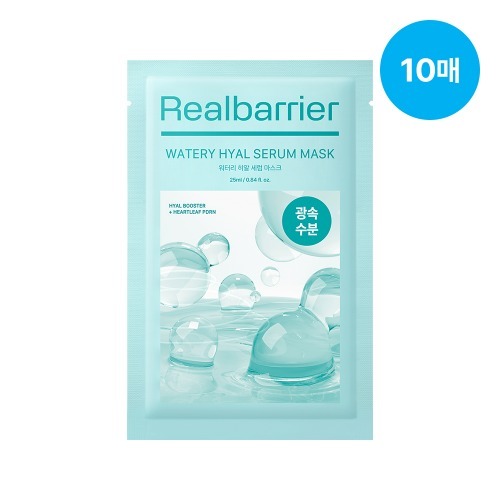 10매
Realbarrier
WATERY HYAL SERUM MASK
워터리 히알 세럼 마스크
25ml / 0.84 fl. oz.
HYAL BOOSTER
+ HEARTLEAF PDRN
광속
수분